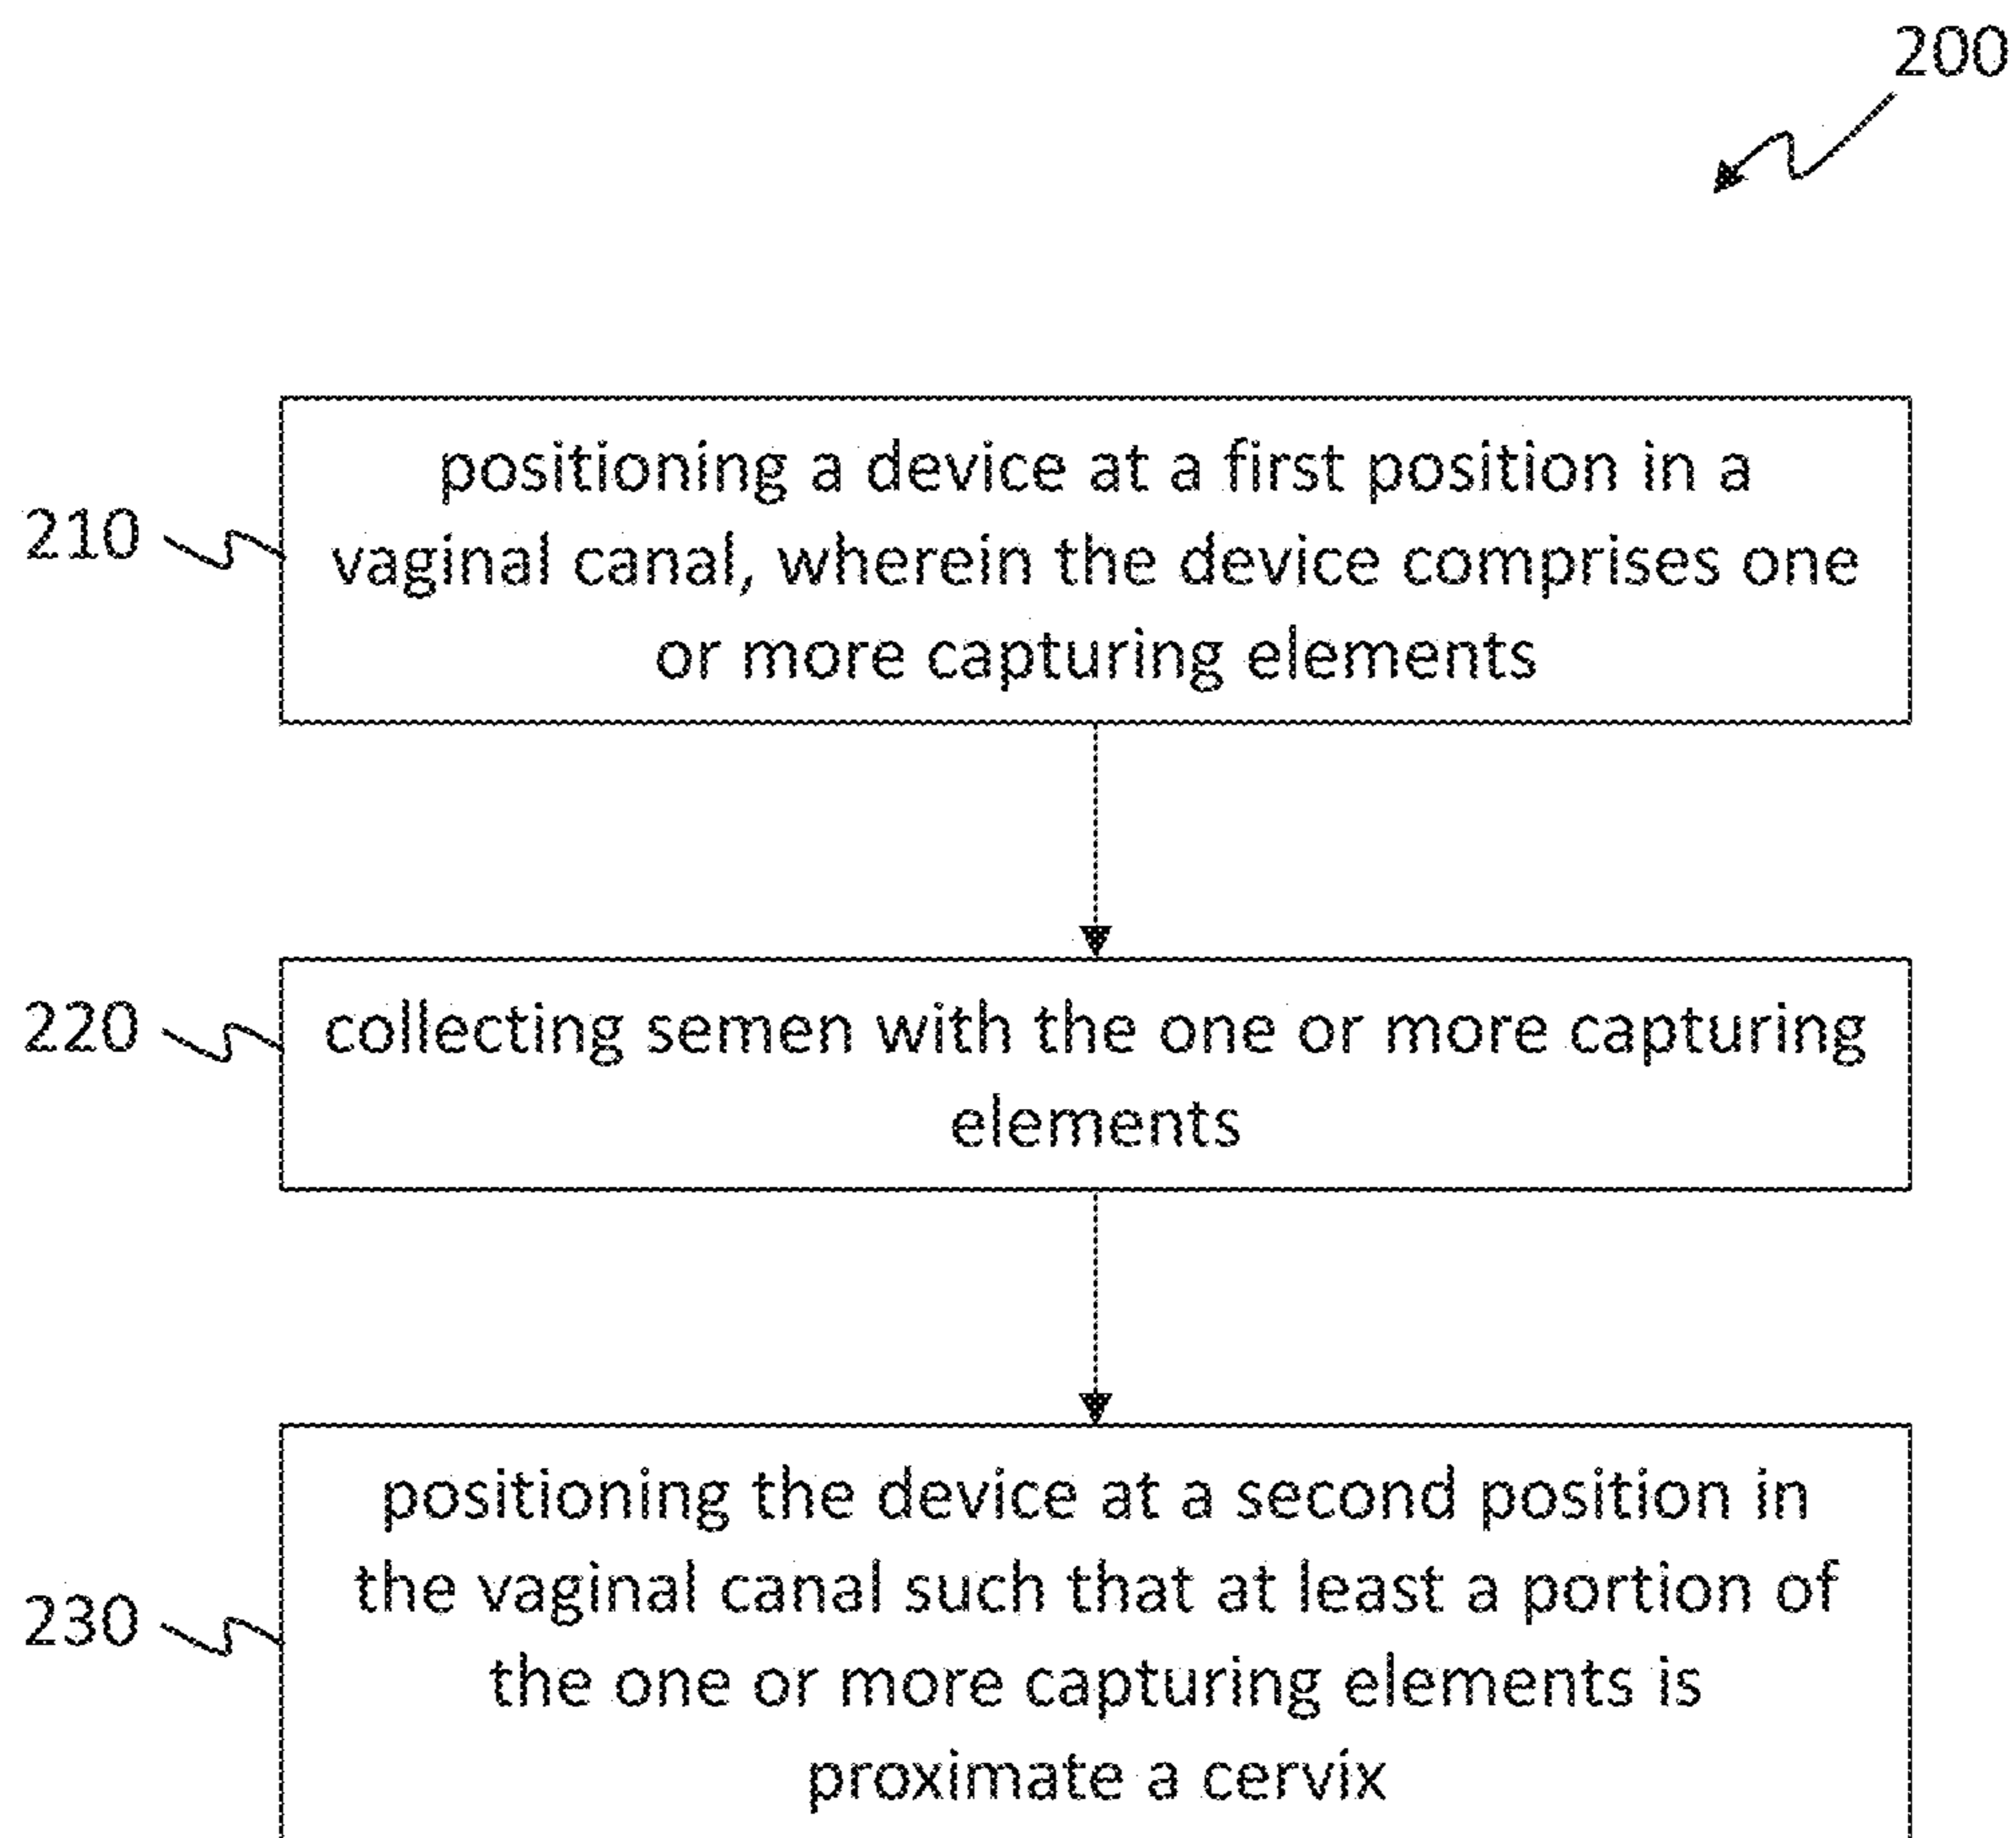 200
positioning a device at a first position in a
210
vaginal canal, wherein the device comprises one
or more capturing elements
220
collecting semen with the one or more capturing
elements
positioning the device at a second position in
the vaginal canal such that at least a portion of
230
the one or more capturing elements is
proximate a cervix